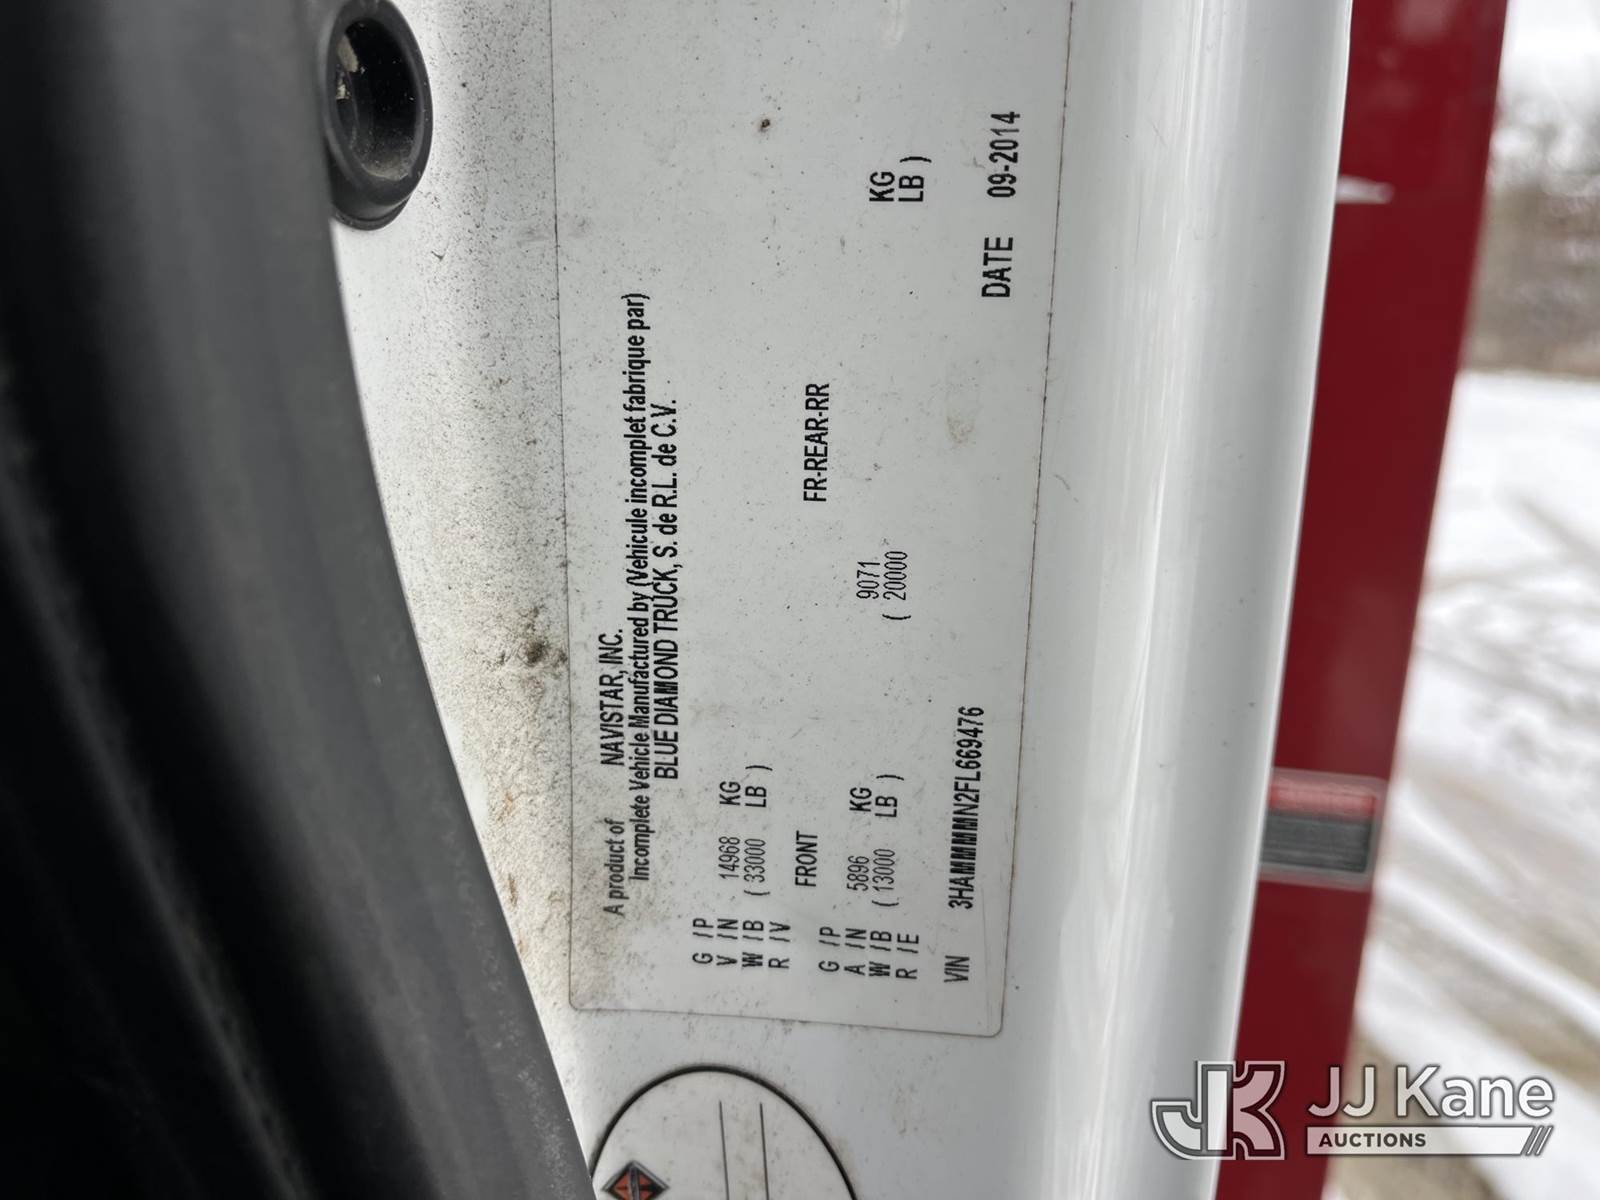 A product of NAVISTAR, INC.
Incomplete Vehicle Manufactured by (Vehicule incomplet fabrique par)
BLUE DIAMOND TRUCK, S. de R.L. de C.V.
G /P
V /N 14968 KG
W /B ( 33000 LB )
R /V
G /P FRONT FR-REAR-RR
A /N 5896 KG 9071 KG
W /B ( 13000 LB ) ( 20000 LB )
R /E
VIN 3HAMMMMN2FL669476 DATE 09-2014
JJ Kane
AUCTIONS